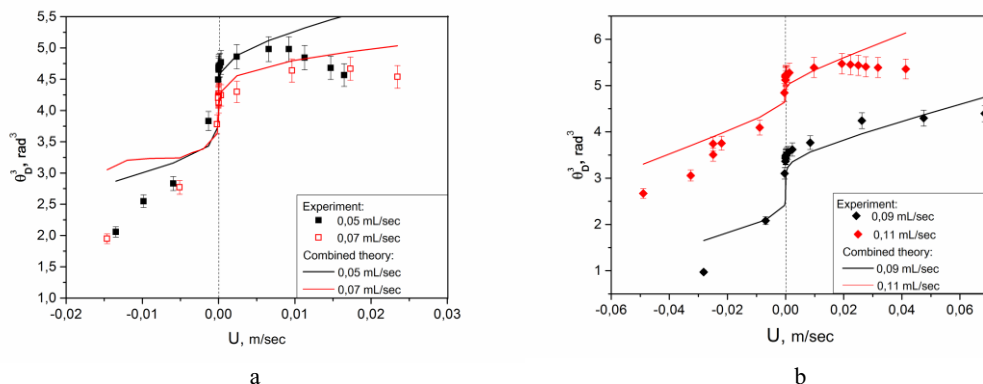 5,5
5,0
4,5
4,0
3,5
3,0
2,5
2,0
1,5
1,0
θ³D, rad³
-0,02 -0,01 0,00 0,01 0,02 0,03
U, m/sec
Experiment:
0,05 mL/sec
0,07 mL/sec
Combined theory:
0,05 mL/sec
0,07 mL/sec
a
6
5
4
3
2
1
θ³D, rad³
-0,06 -0,04 -0,02 0,00 0,02 0,04 0,06
U, m/sec
Experiment:
0,09 mL/sec
0,11 mL/sec
Combined theory:
0,09 mL/sec
0,11 mL/sec
b